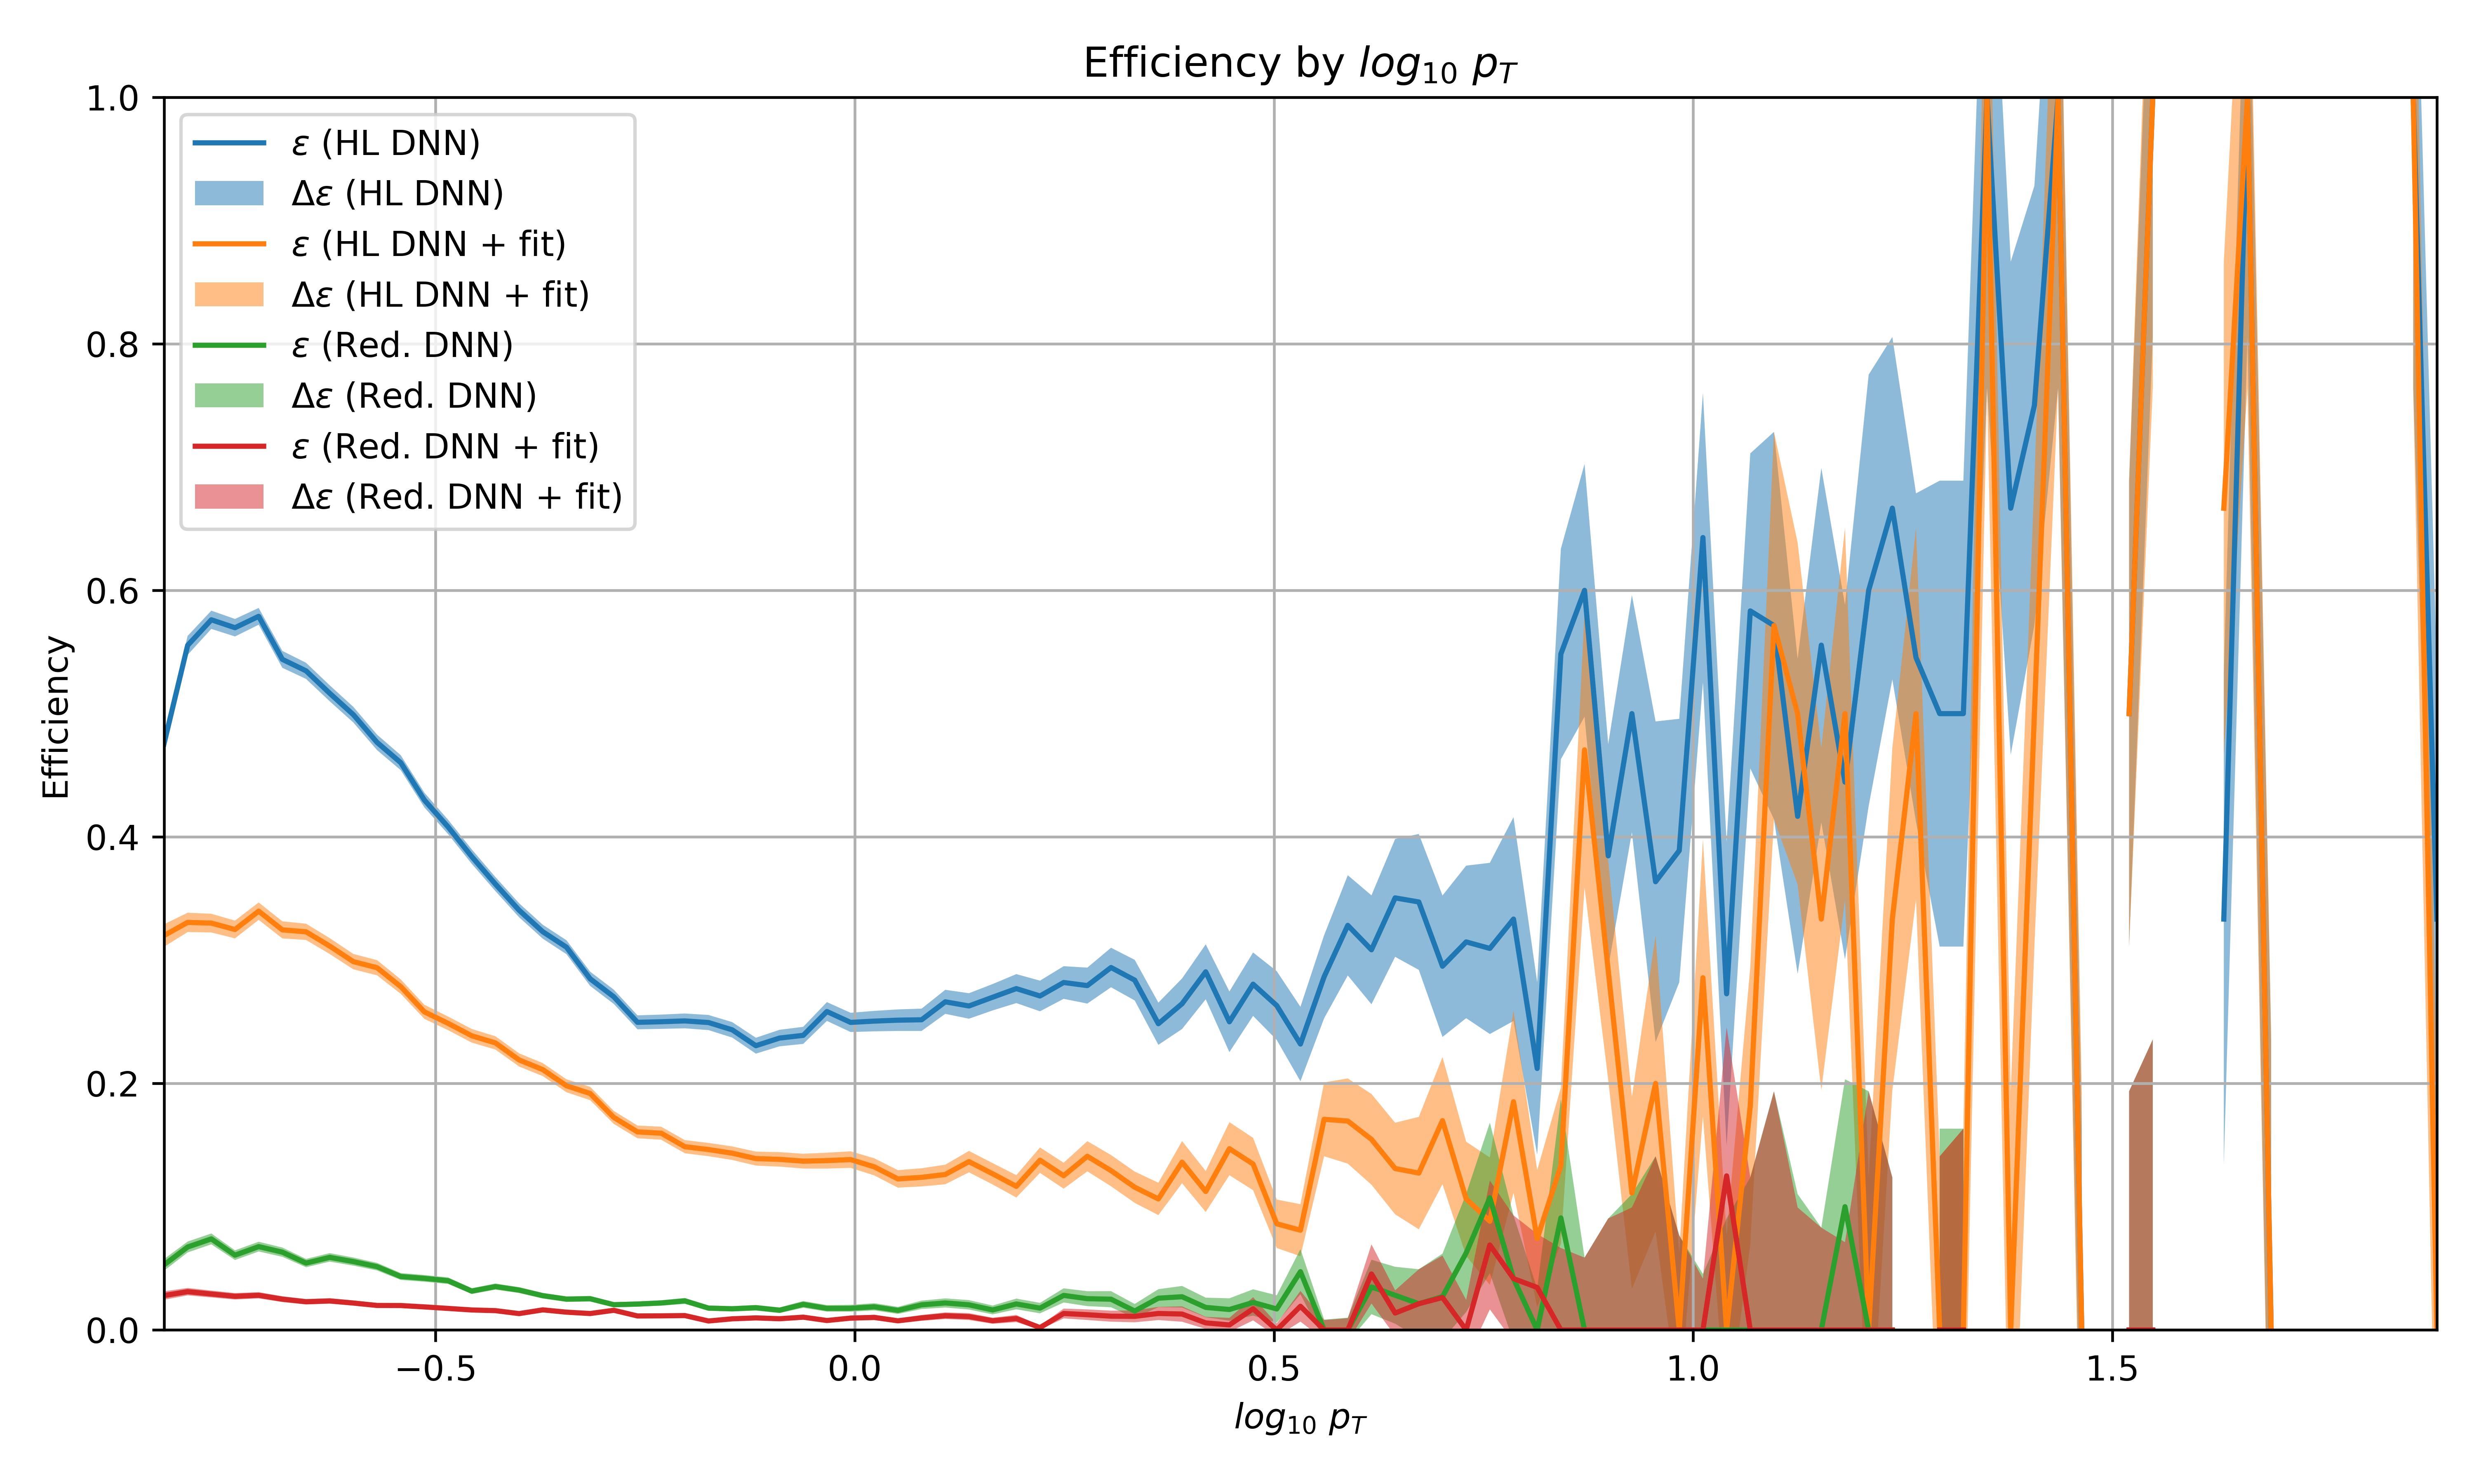 Efficiency by log₁₀ p_T
1.0
0.8
0.6
0.4
0.2
0.0
Efficiency
ε (HL DNN)
Δε (HL DNN)
ε (HL DNN + fit)
Δε (HL DNN + fit)
ε (Red. DNN)
Δε (Red. DNN)
ε (Red. DNN + fit)
Δε (Red. DNN + fit)
−0.5 0.0 0.5 1.0 1.5
log₁₀ p_T